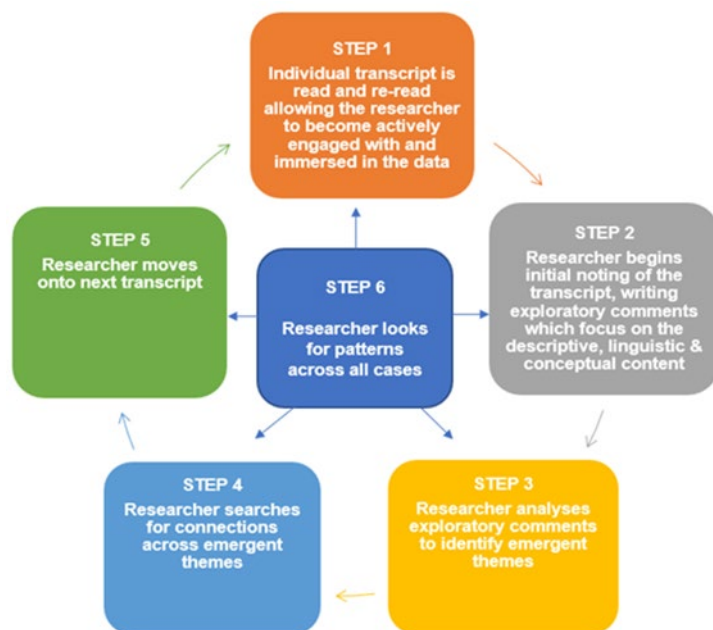 STEP 1
Individual transcript is
read and re-read
allowing the researcher
to become actively
engaged with and
immersed in the data
STEP 2
Researcher begins
initial noting of the
transcript, writing
exploratory comments
which focus on the
descriptive, linguistic &
conceptual content
STEP 3
Researcher analyses
exploratory comments
to identify emergent
themes
STEP 4
Researcher searches
for connections
across emergent
themes
STEP 5
Researcher moves
onto next transcript
STEP 6
Researcher looks
for patterns
across all cases